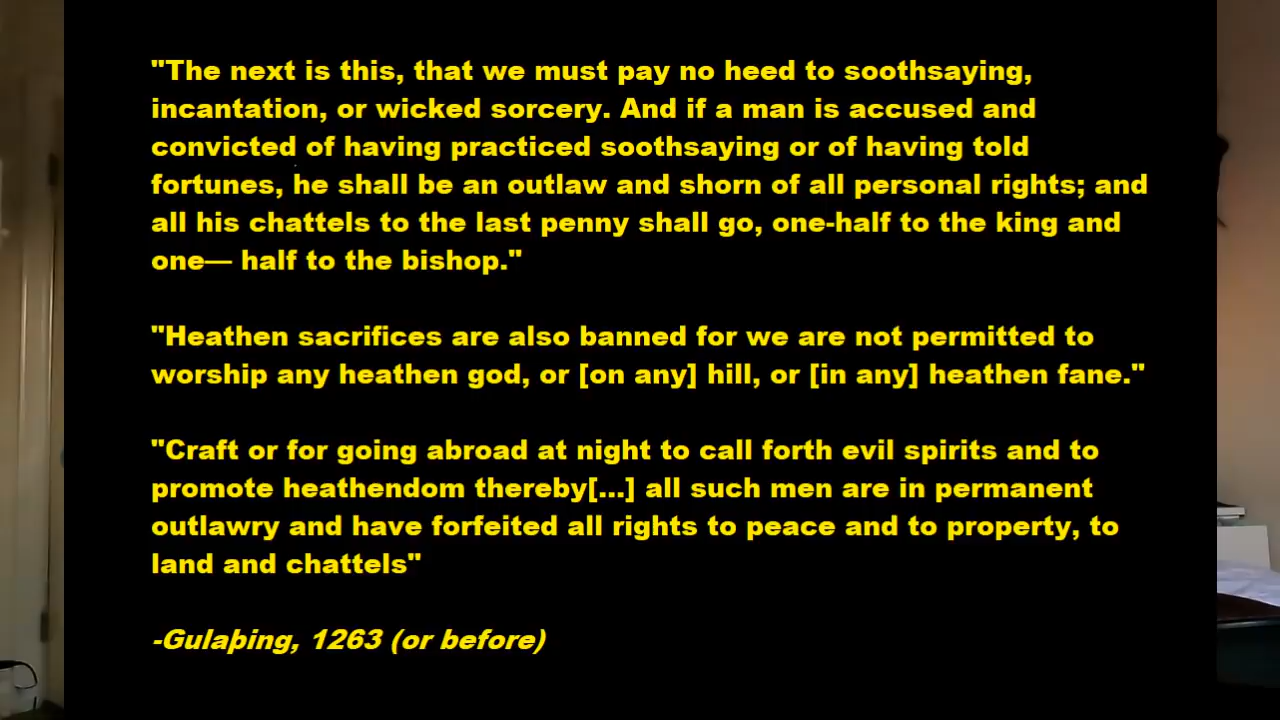 "The next is this, that we must pay no heed to soothsaying,
incantation, or wicked sorcery. And if a man is accused and
convicted of having practiced soothsaying or of having told
fortunes, he shall be an outlaw and shorn of all personal rights; and
all his chattels to the last penny shall go, one-half to the king and
one— half to the bishop."
"Heathen sacrifices are also banned for we are not permitted to
worship any heathen god, or [on any] hill, or [in any] heathen fane."
"Craft or for going abroad at night to call forth evil spirits and to
promote heathendom thereby[...] all such men are in permanent
outlawry and have forfeited all rights to peace and to property, to
land and chattels"
-Gulaþing, 1263 (or before)